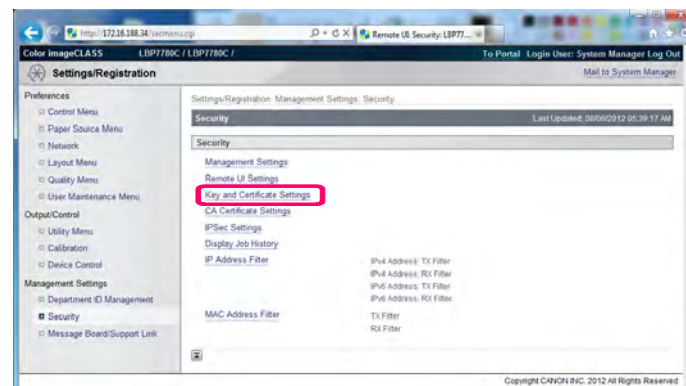 http://172.16.188.34/secmenu.cgi
Remote UI: Security: LBP77...
Color imageCLASS LBP7780C / LBP7780C /
To Portal Login User: System Manager Log Out
Settings/Registration
Mail to System Manager
Preferences
Control Menu
Paper Source Menu
Network
Layout Menu
Quality Menu
User Maintenance Menu
Output/Control
Utility Menu
Calibration
Device Control
Management Settings
Department ID Management
Security
Message Board/Support Link
Settings/Registration: Management Settings: Security
Security
Last Updated: 08/06/2012 05:39:17 AM
Security
Management Settings
Remote UI Settings
Key and Certificate Settings
CA Certificate Settings
IPSec Settings
Display Job History
IP Address Filter
IPv4 Address: TX Filter
IPv4 Address: RX Filter
IPv6 Address: TX Filter
IPv6 Address: RX Filter
MAC Address Filter
TX Filter
RX Filter
Copyright CANON INC. 2012 All Rights Reserved